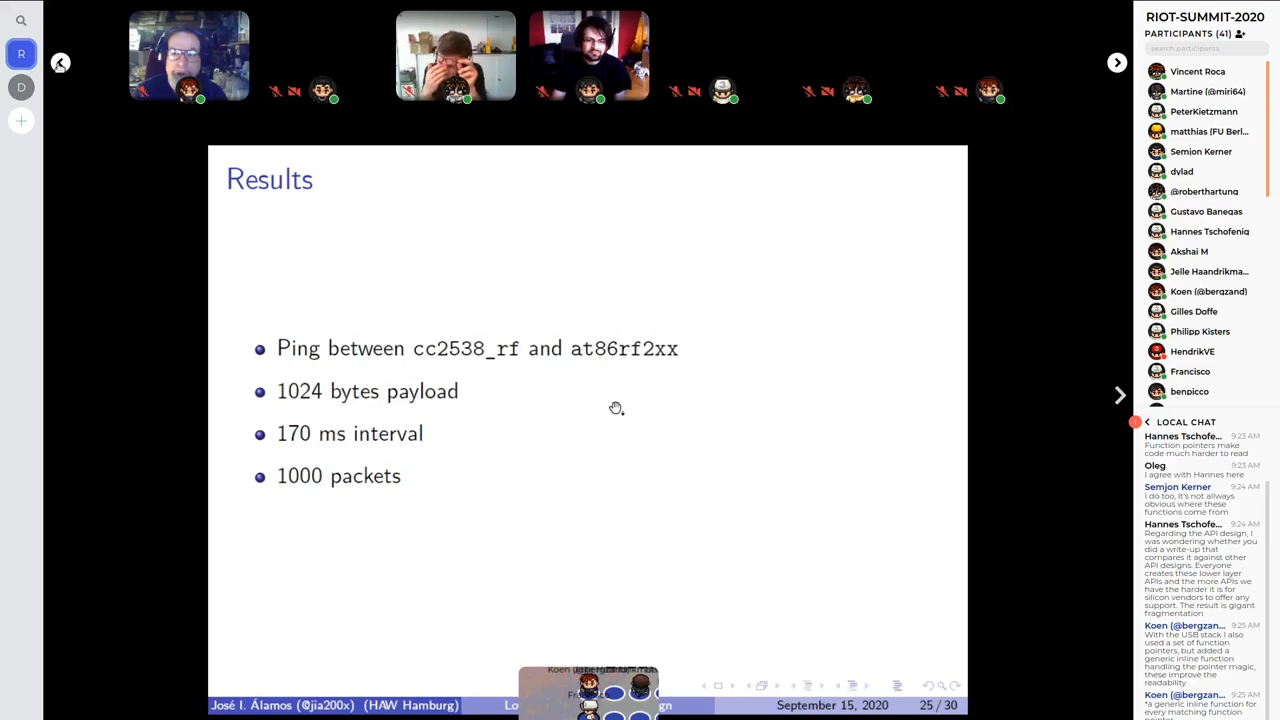 RIOT-SUMMIT-2020
PARTICIPANTS (41)
search participants
R
D
Vincent Roca
Martine (@miri64)
PeterKietzmann
matthias (FU Berl...
Semjon Kerner
dylad
@roberthartung
Gustavo Banegas
Hannes Tschofenig
Akshai M
Jelle Haandrikma...
Koen (@bergzand)
Gilles Doffe
Philipp Kisters
HendrikVE
Francisco
benpicco
Results
Ping between cc2538_rf and at86rf2xx
1024 bytes payload
170 ms interval
1000 packets
José I. Álamos (@jia200x) (HAW Hamburg)
September 15, 2020
25 / 30
LOCAL CHAT
Hannes Tschofe... 9:23 AM
Function pointers make
code much harder to read
Oleg 9:23 AM
I agree with Hannes here
Semjon Kerner 9:24 AM
I do too, it's not allways
obvious where these
functions come from
Hannes Tschofe... 9:24 AM
Regarding the API design, I
was wondering whether you
did a write-up that
compares it against other
API designs. Everyone
creates these lower layer
APIs and the more APIs we
have the harder it is for
silicon vendors to offer any
support. The result is gigant
fragmentation
Koen (@bergzan... 9:25 AM
With the USB stack I also
used a set of function
pointers, but added a
generic inline function
handling the pointer magic,
these improve the
readability
Koen (@bergzan... 9:25 AM
*a generic inline function for
every matching function
pointer